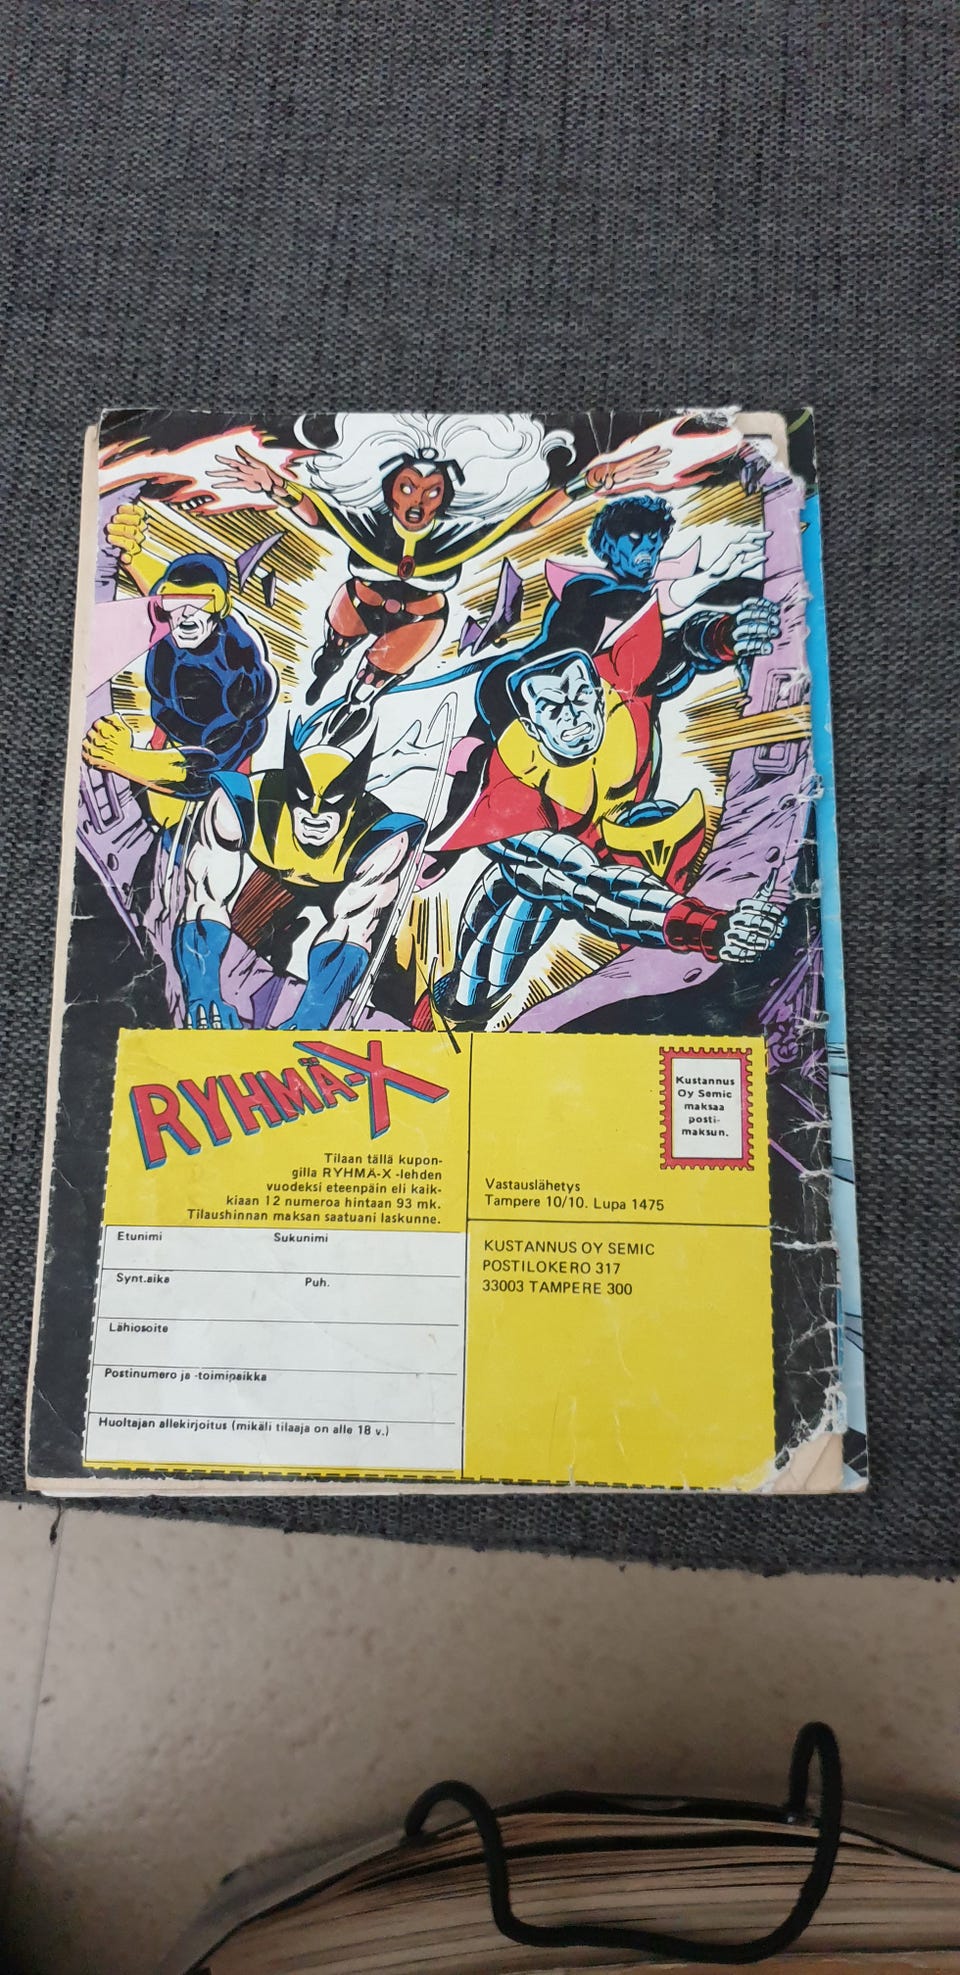 RYHMÄ-X
Tilaan tällä kupon-
gilla RYHMÄ-X -lehden
vuodeksi eteenpäin eli kaik-
kiaan 12 numeroa hintaan 93 mk.
Tilaushinnan maksan saatuani laskunne.
Etunimi Sukunimi
Synt.aika Puh.
Lähiosoite
Postinumero ja -toimipaikka
Huoltajan allekirjoitus (mikäli tilaaja on alle 18 v.)
Kustannus
Oy Semic
maksaa
posti-
maksun.
Vastauslähetys
Tampere 10/10. Lupa 1475
KUSTANNUS OY SEMIC
POSTILOKERO 317
33003 TAMPERE 300